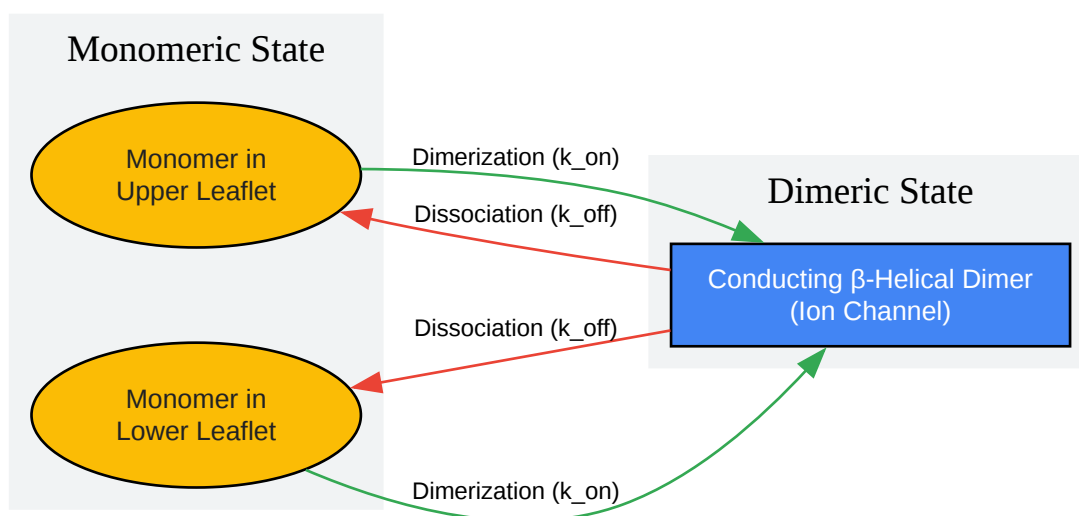 Monomeric State
Monomer in
Upper Leaflet
Dimerization (k_on)
Dissociation (k_off)
Dimeric State
Conducting β-Helical Dimer
(Ion Channel)
Dissociation (k_off)
Monomer in
Lower Leaflet
Dimerization (k_on)